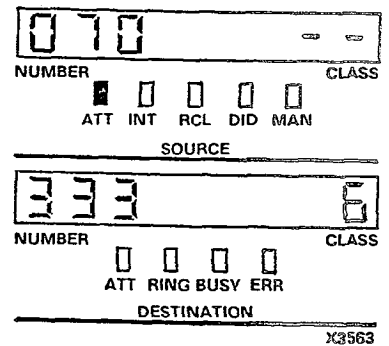 070 - -
NUMBER CLASS
ATT INT RCL DID MAN
SOURCE
333 6
NUMBER CLASS
ATT RING BUSY ERR
DESTINATION
X3563